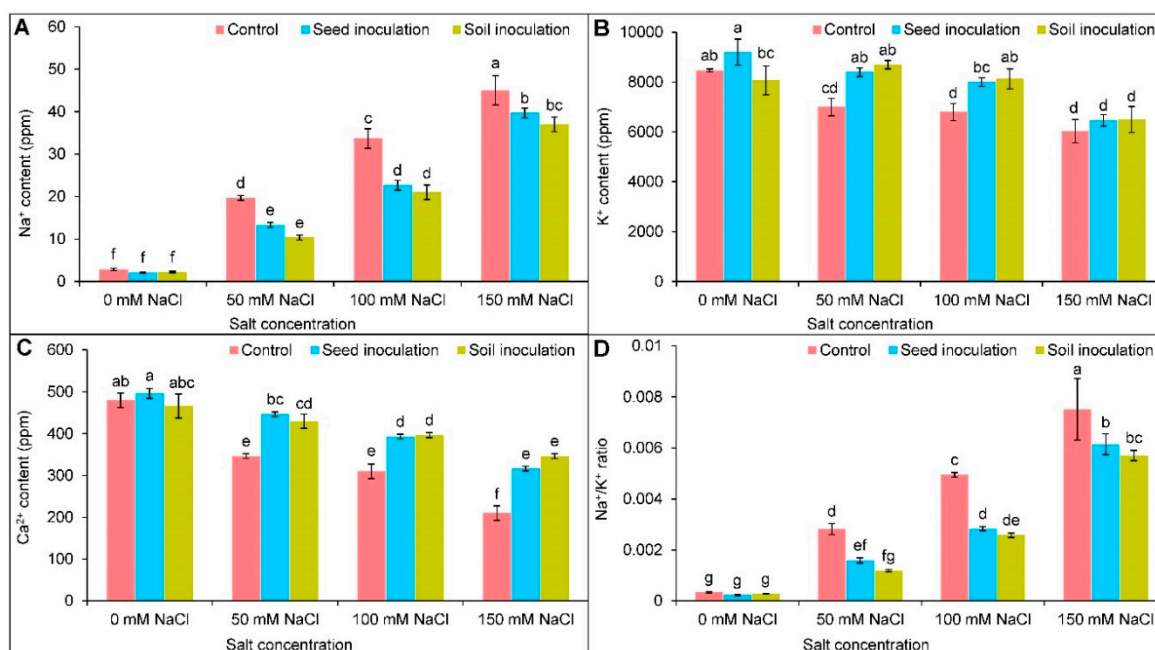 A
Control Seed inoculation Soil inoculation
60
50
40
30
20
10
0
Na⁺ content (ppm)
f f f
d e e
c d d
a b bc
0 mM NaCl 50 mM NaCl 100 mM NaCl 150 mM NaCl
Salt concentration
B
Control Seed inoculation Soil inoculation
10000
8000
6000
4000
2000
0
K⁺ content (ppm)
ab a bc
cd ab ab
d bc ab
d d d
0 mM NaCl 50 mM NaCl 100 mM NaCl 150 mM NaCl
Salt concentration
C
Control Seed inoculation Soil inoculation
600
500
400
300
200
100
0
Ca²⁺ content (ppm)
ab a abc
e bc cd
e d d
f e e
0 mM NaCl 50 mM NaCl 100 mM NaCl 150 mM NaCl
Salt concentration
D
Control Seed inoculation Soil inoculation
0.01
0.008
0.006
0.004
0.002
0
Na⁺/K⁺ ratio
g g g
d ef fg
c d de
a b bc
0 mM NaCl 50 mM NaCl 100 mM NaCl 150 mM NaCl
Salt concentration